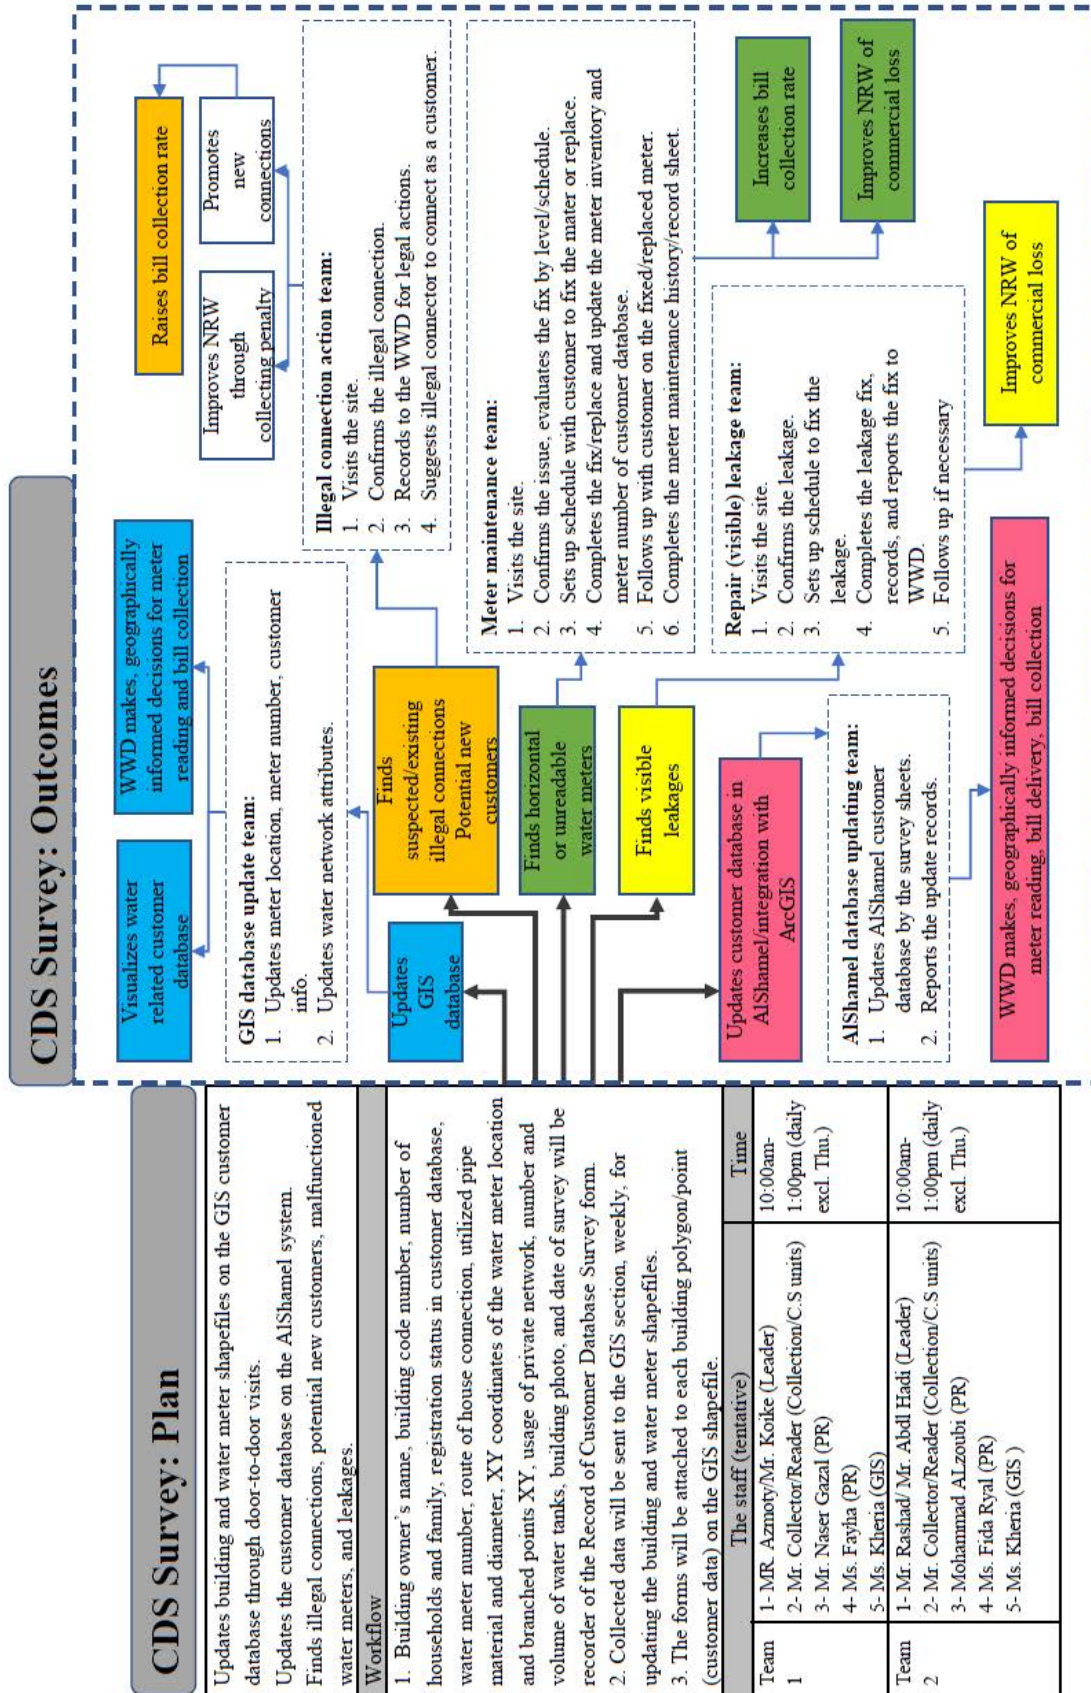 CDS Survey: Plan
Updates building and water meter shapefiles on the GIS customer
database through door-to-door visits.
Updates the customer database on the AlShamel system.
Finds illegal connections, potential new customers, malfunctioned
water meters, and leakages.
Workflow
1. Building owner's name, building code number, number of
households and family, registration status in customer database,
water meter number, route of house connection, utilized pipe
material and diameter, XY coordinates of the water meter location
and branched points XY, usage of private network, number and
volume of water tanks, building photo, and date of survey will be
recorder of the Record of Customer Database Survey form.
2. Collected data will be sent to the GIS section, weekly, for
updating the building and water meter shapefiles.
3. The forms will be attached to each building polygon/point
(customer data) on the GIS shapefile.
The staff (tentative)
Time
Team
1
1- MR. Azmoty/Mr. Koike (Leader)
2- Mr. Collector/Reader (Collection/C.S units)
3- Mr. Naser Gazal (PR)
4- Ms. Fayha (PR)
5- Ms. Kheria (GIS)
10:00am-
1:00pm (daily
excl. Thu.)
Team
2
1- Mr. Rashad/ Mr. Abdl Hadi (Leader)
2- Mr. Collector/Reader (Collection/C.S units)
3- Mohammad ALzoubi (PR)
4- Ms. Fida Ryal (PR)
5- Ms. Kheria (GIS )
10:00am-
1:00pm (daily
excl. Thu.)
CDS Survey: Outcomes
Visualizes water
related customer
database
WWD makes, geographically
informed decisions for meter
reading and bill collection
GIS database update team:
1. Updates meter location, meter number, customer
info.
2. Updates water network attributes.
Updates
GIS
database
Raises bill collection rate
Improves NRW
through
collecting penalty
Promotes
new
connections
Illegal connection action team:
1. Visits the site.
2. Confirms the illegal connection.
3. Records to the WWD for legal actions.
4. Suggests illegal connector to connect as a customer.
Finds
suspected/existing
illegal connections
Potential new
customers
Finds horizontal
or unreadable
water meters
Meter maintenance team:
1. Visits the site.
2. Confirms the issue, evaluates the fix by level/schedule.
3. Sets up schedule with customer to fix the mater or replace.
4. Completes the fix/replace and update the meter inventory and
meter number of customer database.
5. Follows up with customer on the fixed/replaced meter.
6. Completes the meter maintenance history/record sheet.
Increases bill
collection rate
Improves NRW of
commercial loss
Finds visible
leakages
Repair (visible) leakage team:
1. Visits the site.
2. Confirms the leakage.
3. Sets up schedule to fix the
leakage.
4. Completes the leakage fix,
records, and reports the fix to
WWD.
5. Follows up if necessary
Improves NRW of
commercial loss
Updates customer database in
AlShamel/integration with
ArcGIS
AlShamel database updating team:
1. Updates AlShamel customer
database by the survey sheets.
2. Reports the update records.
WWD makes, geographically informed decisions for
meter reading, bill delivery, bill collection